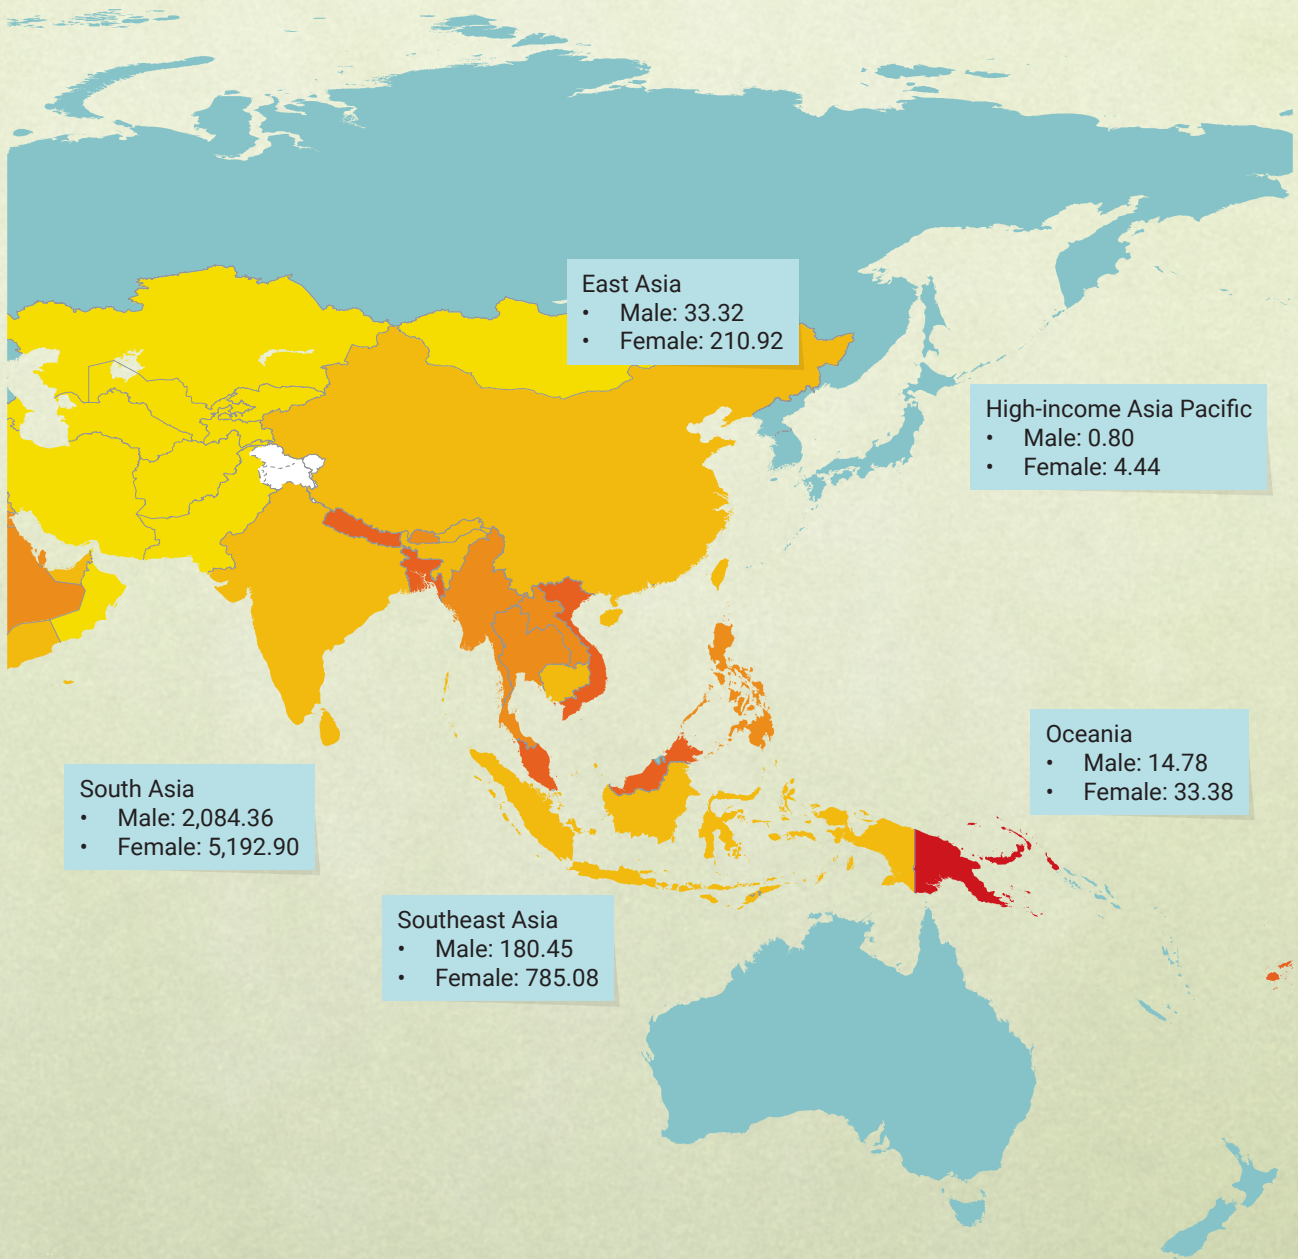 East Asia
• Male: 33.32
• Female: 210.92
High-income Asia Pacific
• Male: 0.80
• Female: 4.44
Oceania
• Male: 14.78
• Female: 33.38
South Asia
• Male: 2,084.36
• Female: 5,192.90
Southeast Asia
• Male: 180.45
• Female: 785.08